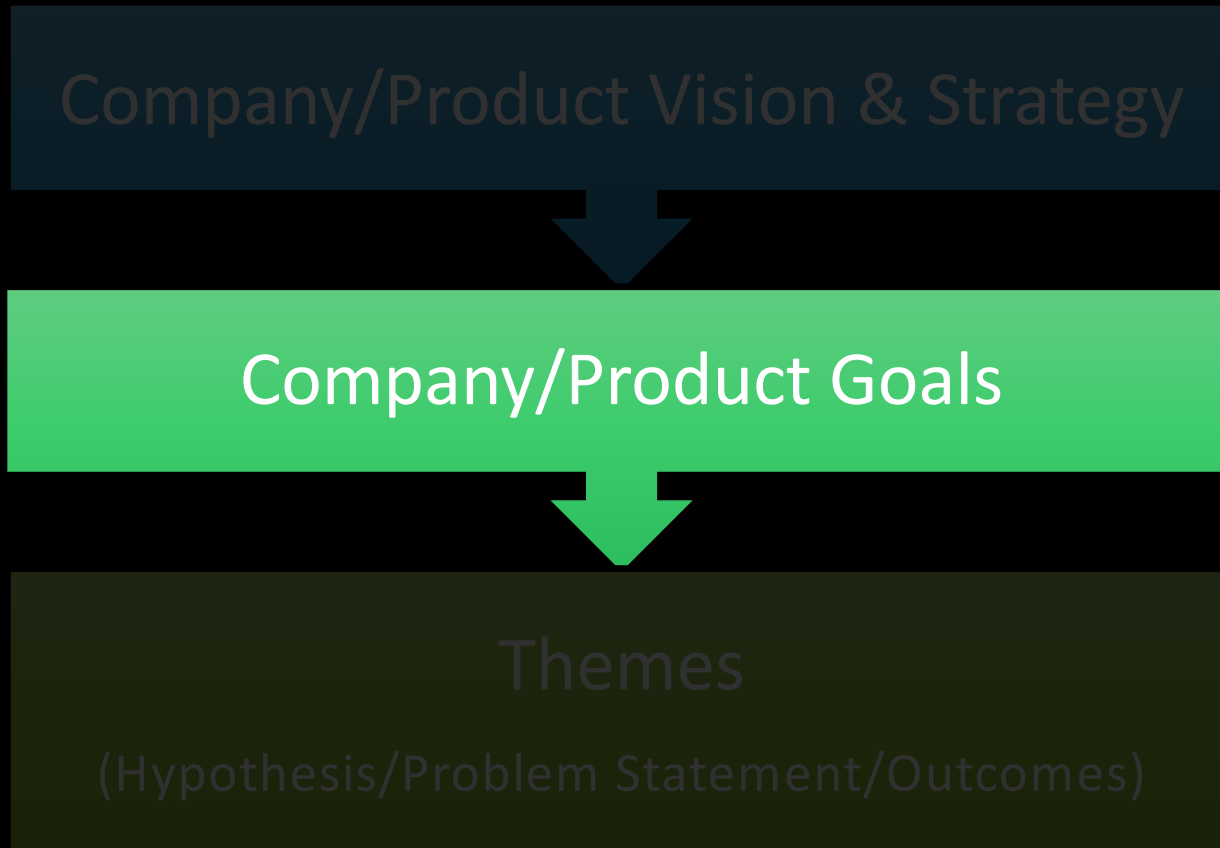 Company/Product Vision & Strategy
Company/Product Goals
Themes
(Hypothesis/Problem Statement/Outcomes)